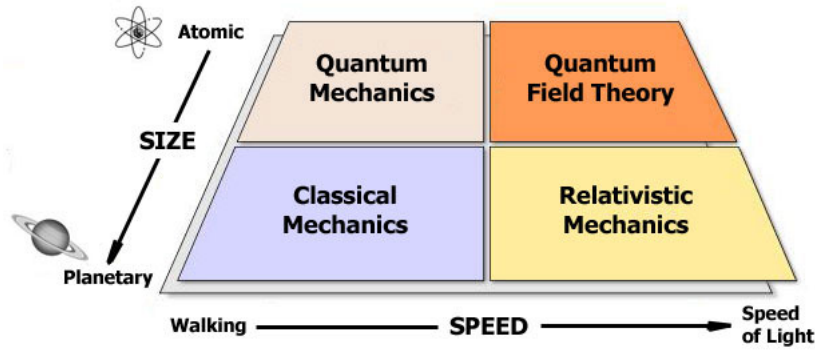 Atomic
Quantum
Mechanics
Quantum
Field Theory
SIZE
Classical
Mechanics
Relativistic
Mechanics
Planetary
Walking
SPEED
Speed
of Light